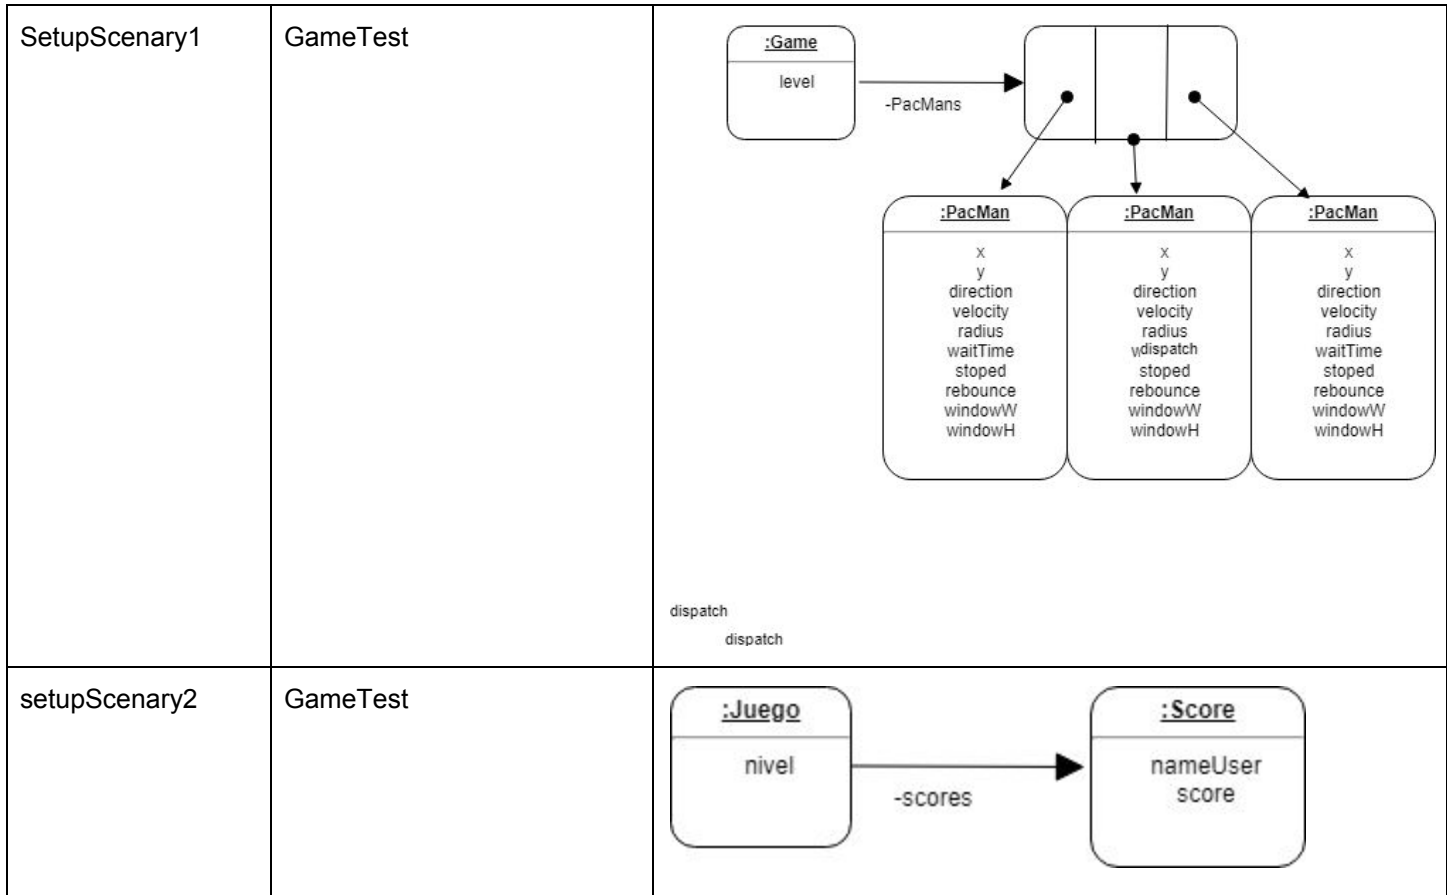 SetupScenary1
GameTest
:Game
level
-PacMans
:PacMan
x
y
direction
velocity
radius
waitTime
stoped
rebounce
windowW
windowH
:PacMan
x
y
direction
velocity
radius
dispatch
stoped
rebounce
windowW
windowH
:PacMan
x
y
direction
velocity
radius
waitTime
stoped
rebounce
windowW
windowH
dispatch
dispatch
setupScenary2
GameTest
:Juego
nivel
-scores
:Score
nameUser
score